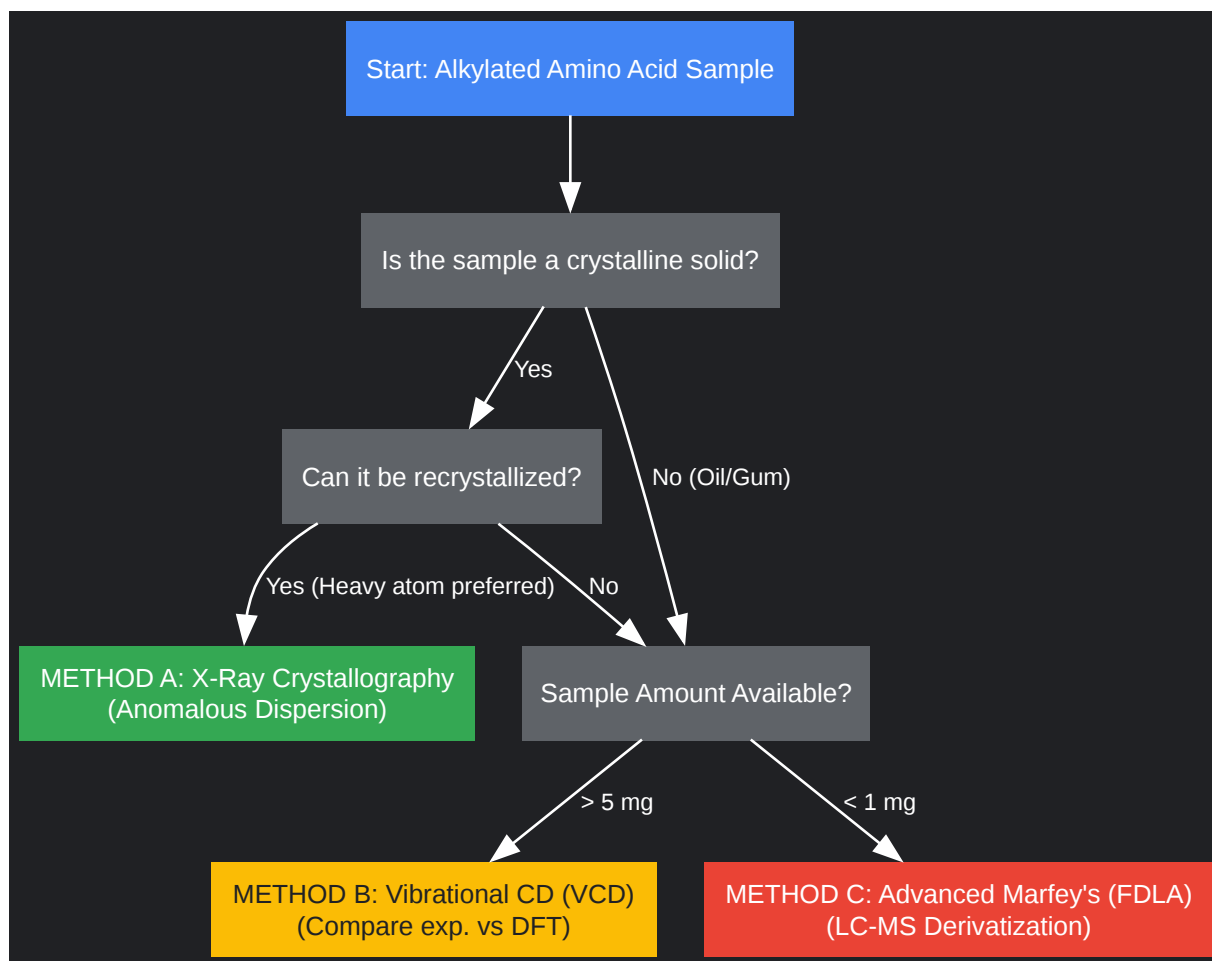 Start: Alkylated Amino Acid Sample
Is the sample a crystalline solid?
Yes
Can it be recrystallized?
No (Oil/Gum)
Yes (Heavy atom preferred)
No
METHOD A: X-Ray Crystallography
(Anomalous Dispersion)
Sample Amount Available?
> 5 mg
< 1 mg
METHOD B: Vibrational CD (VCD)
(Compare exp. vs DFT)
METHOD C: Advanced Marfey's (FDLA)
(LC-MS Derivatization)